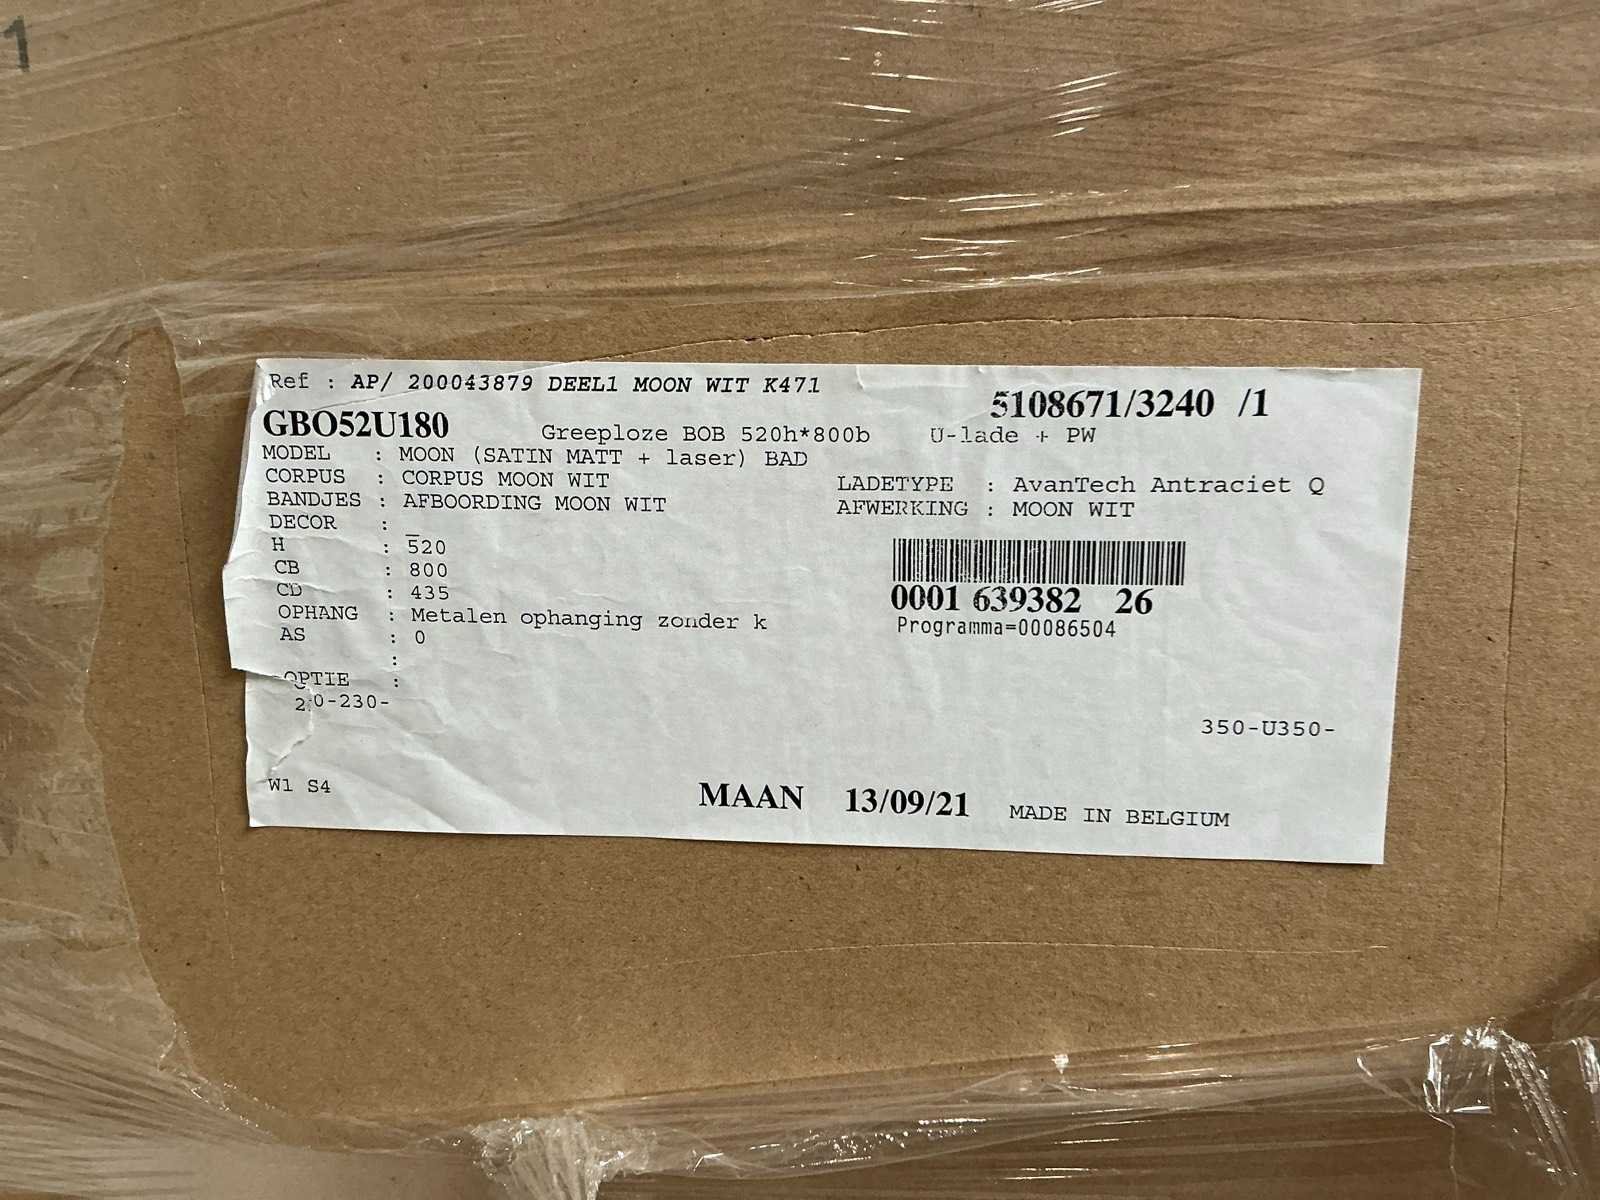 1
Ref : AP/ 200043879 DEEL1 MOON WIT K471
5108671/3240 /1
GBO52U180 Greeploze BOB 520h*800b U-lade + PW
MODEL : MOON (SATIN MATT + laser) BAD
CORPUS : CORPUS MOON WIT
LADETYPE : AvanTech Antraciet Q
BANDJES : AFBOORDING MOON WIT
AFWERKING : MOON WIT
DECOR :
H : 520
CB : 800
CD : 435
0001 639382 26
OPHANG : Metalen ophanging zonder k
Programma=00086504
AS : 0
:
OPTIE :
-230-
350-U350-
W1 S4
MAAN 13/09/21 MADE IN BELGIUM